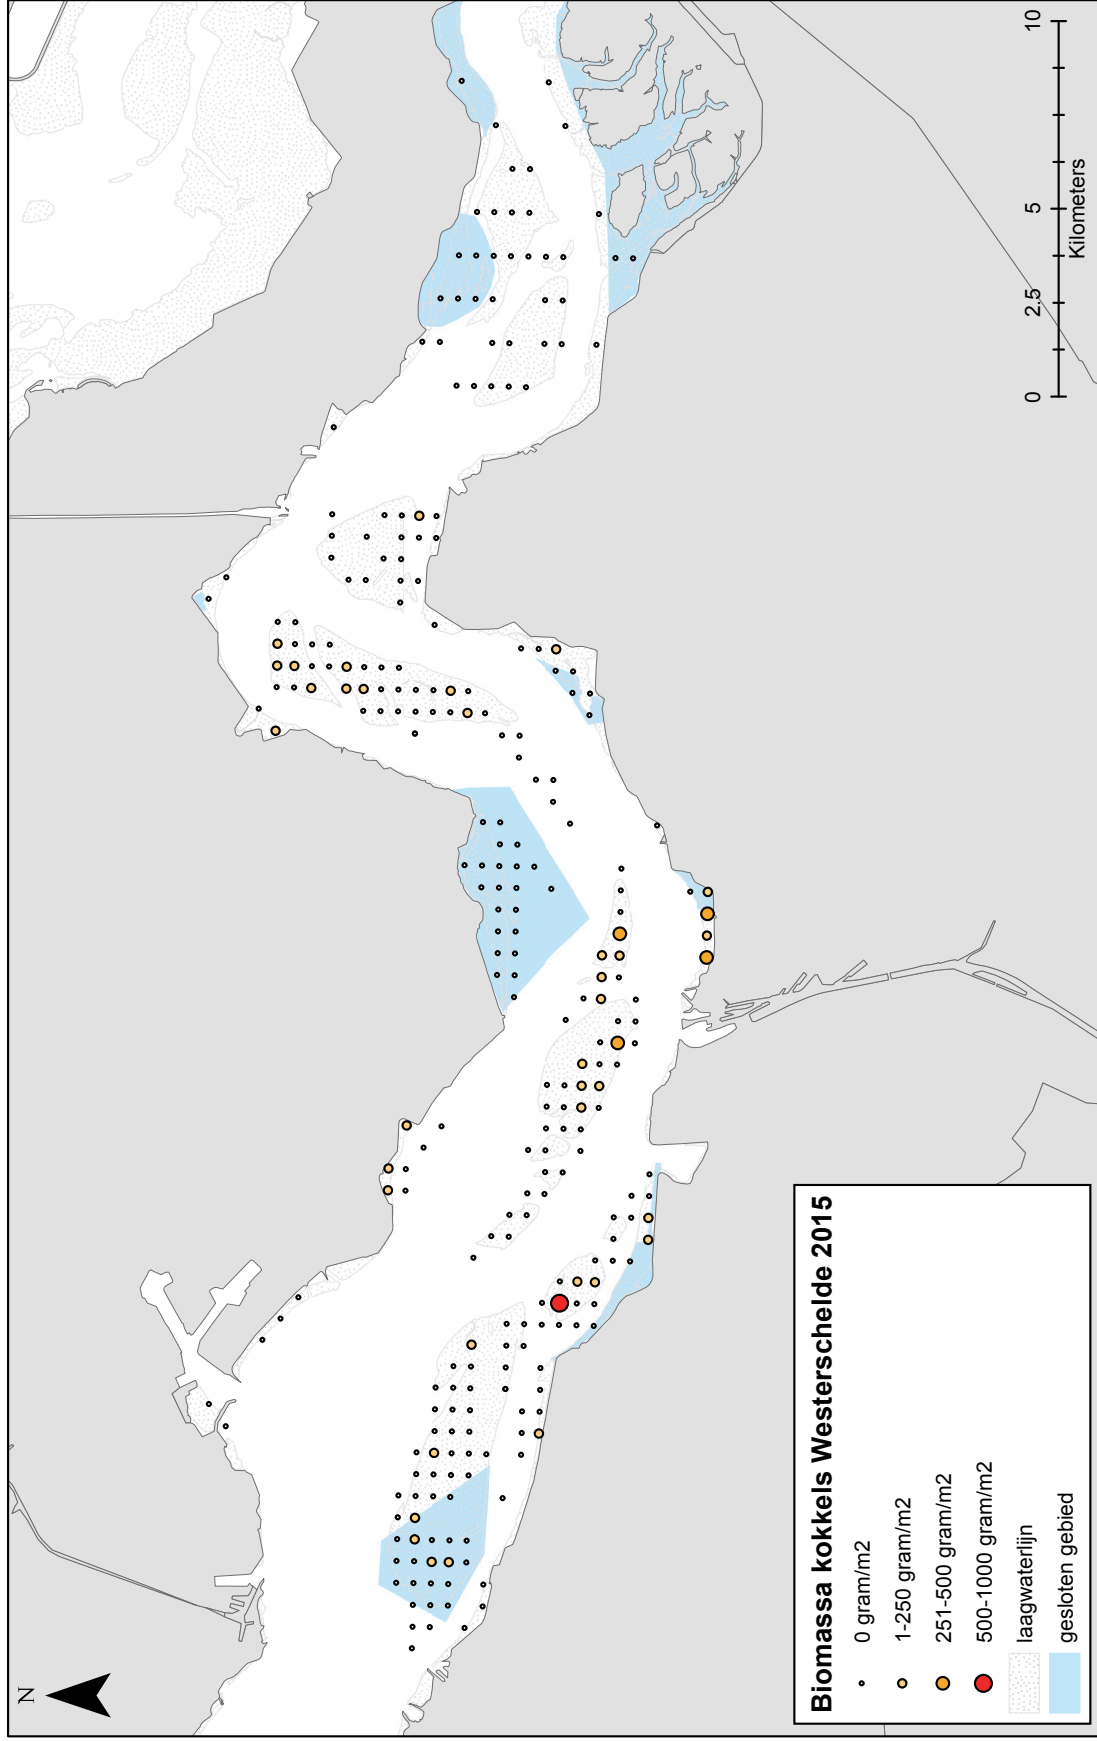 N
Biomassa kokkels Westerschelde 2015
0 gram/m2
1-250 gram/m2
251-500 gram/m2
500-1000 gram/m2
laagwaterlijn
gesloten gebied
0 2.5 5 10
Kilometers